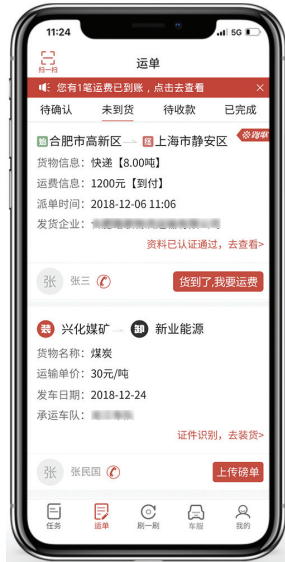 11:24
5G
扫一扫
运单
您有1笔运费已到账，点击去查看
待确认 未到货 待收款 已完成
合肥市高新区 上海市静安区
货物信息：快递【8.00吨】
运费信息：1200元【到付】
派单时间：2018-12-06 11:06
发货企业：
资料已认证通过，去查看>
张 张三 货到了,我要运费
装 兴化媒矿 卸 新业能源
货物名称：煤炭
运输单价：30元/吨
发车日期：2018-12-24
承运车队：
证件识别，去装货>
张 张民国 上传磅单
任务 运单 刷一刷 车服 我的